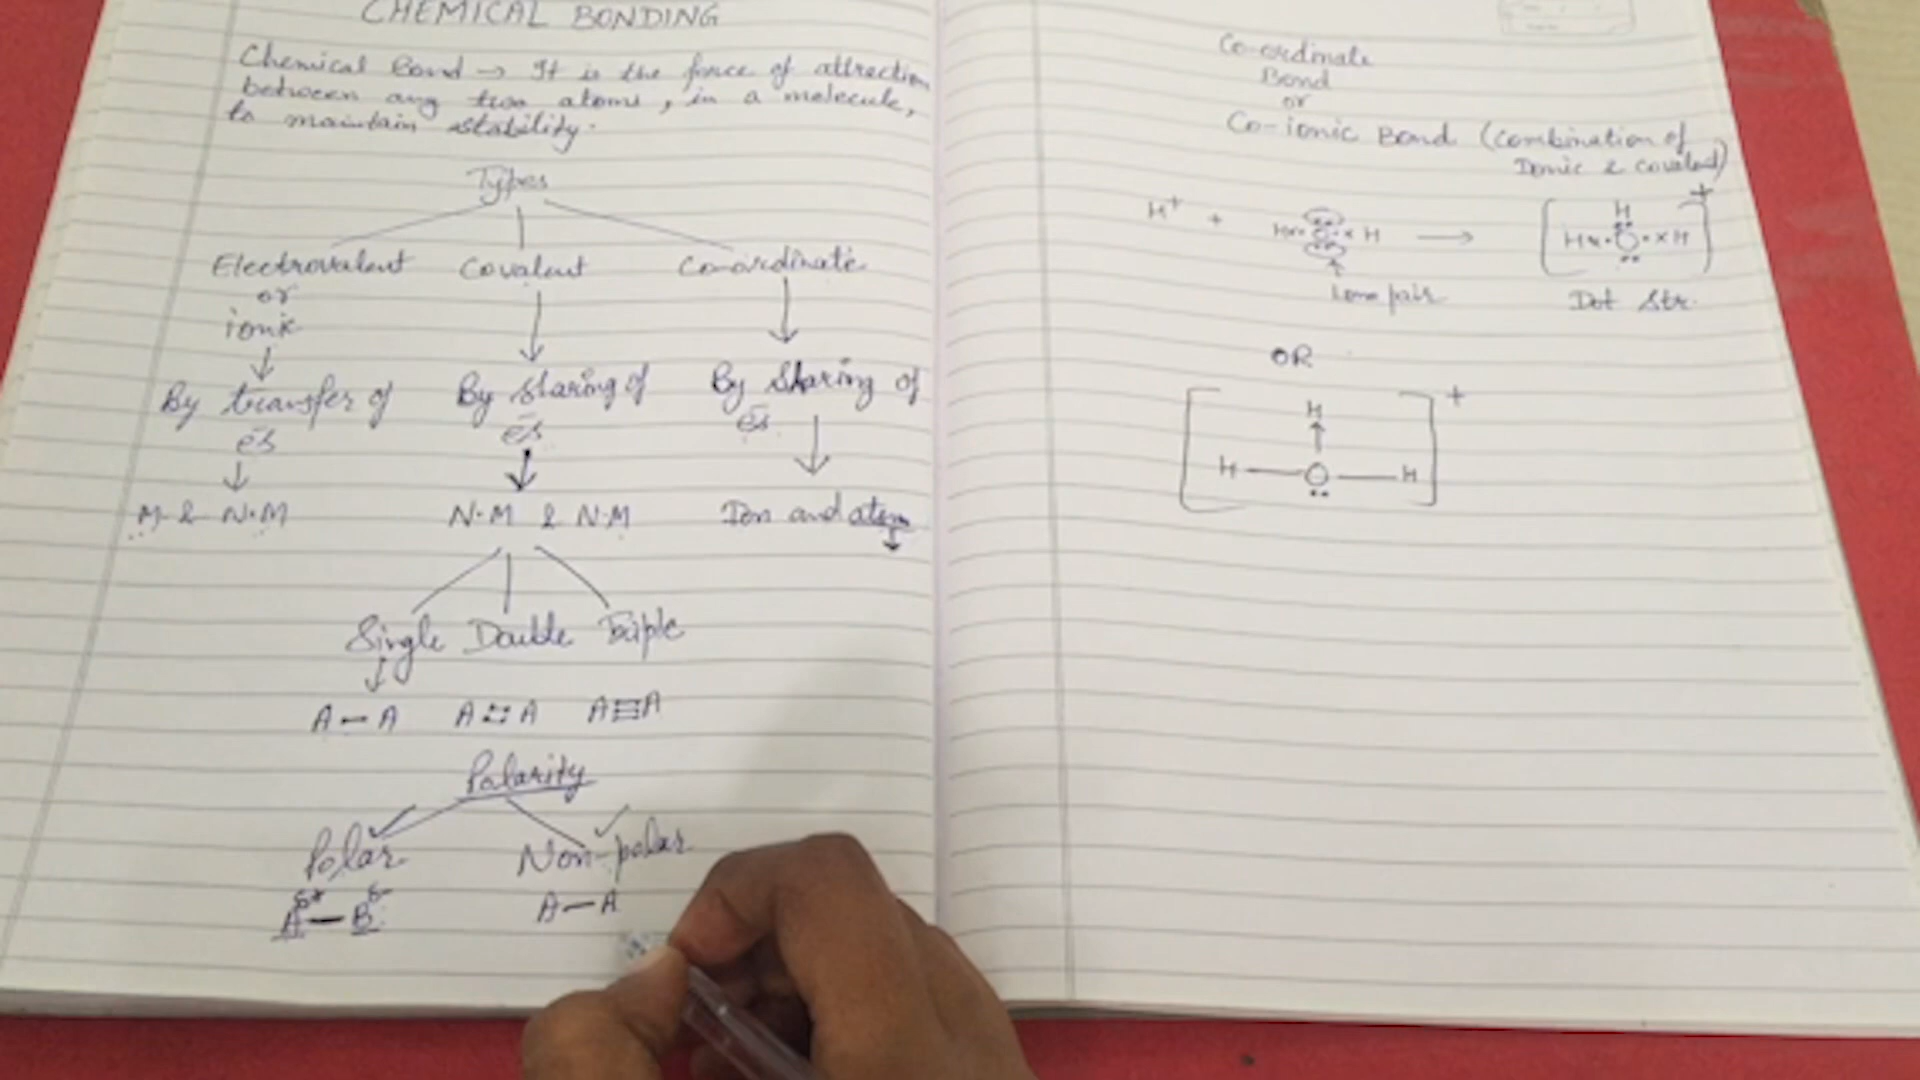 CHEMICAL BONDING
Chemical Bond → It is the force of attraction
between any two atoms, in a molecule,
to maintain stability.
Types
Electrovalent Covalent Co-ordinate
or
ionic
By transfer of By sharing of By sharing of
ēs ēs ēs
M & N.M N.M & N.M Ion and atom
Single Double Triple
A — A A = A A ≡ A
Polarity
Polar Non-polar
δ+ δ-
A — B A — A
Co-ordinate
Bond
or
Co-ionic Bond (Combination of
Ionic & Covalent)
H+ + H×•O•×H → [H×•O•×H]+
H
Lone pair Dot Str.
OR
[ H ]+
↑
H — O — H